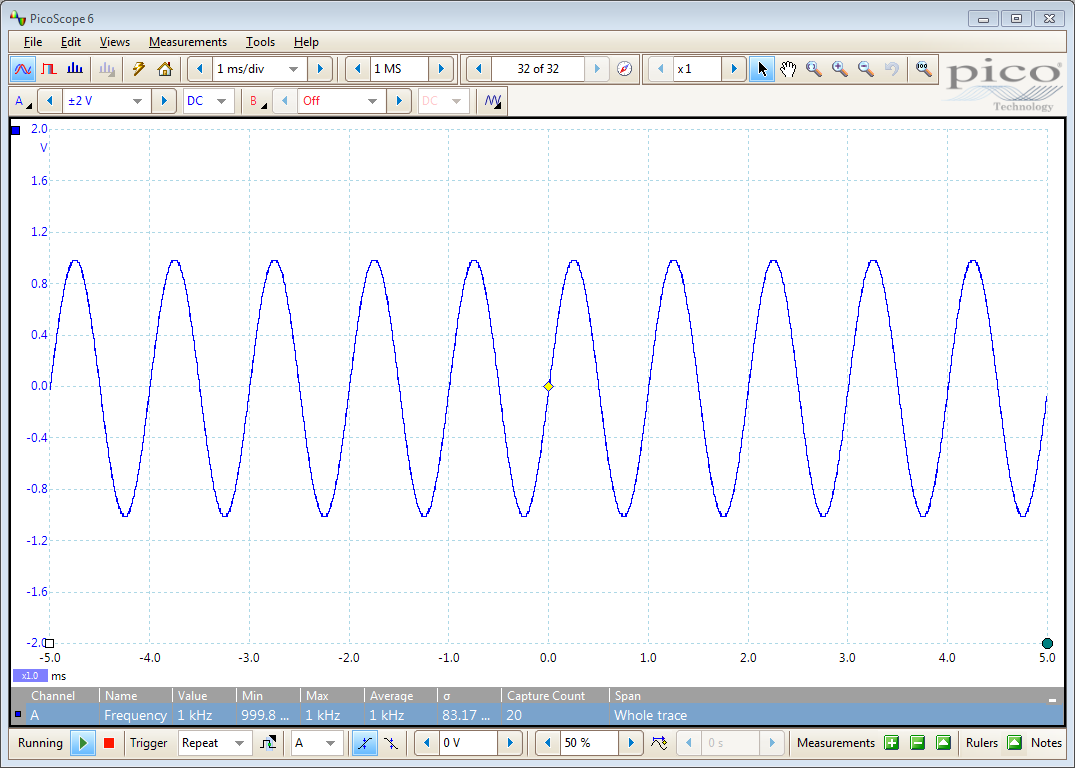 PicoScope 6
File Edit Views Measurements Tools Help
1 ms/div 1 MS 32 of 32 x1
pico
Technology
A ±2 V DC B Off DC
2.0
V
1.6
1.2
0.8
0.4
0.0
-0.4
-0.8
-1.2
-1.6
-2.0
-5.0 -4.0 -3.0 -2.0 -1.0 0.0 1.0 2.0 3.0 4.0 5.0
x1.0 ms
Channel Name Value Min Max Average σ Capture Count Span
A Frequency 1 kHz 999.8 ... 1 kHz 1 kHz 83.17 ... 20 Whole trace
Running Trigger Repeat A 0 V 50 % 0 s Measurements Rulers Notes